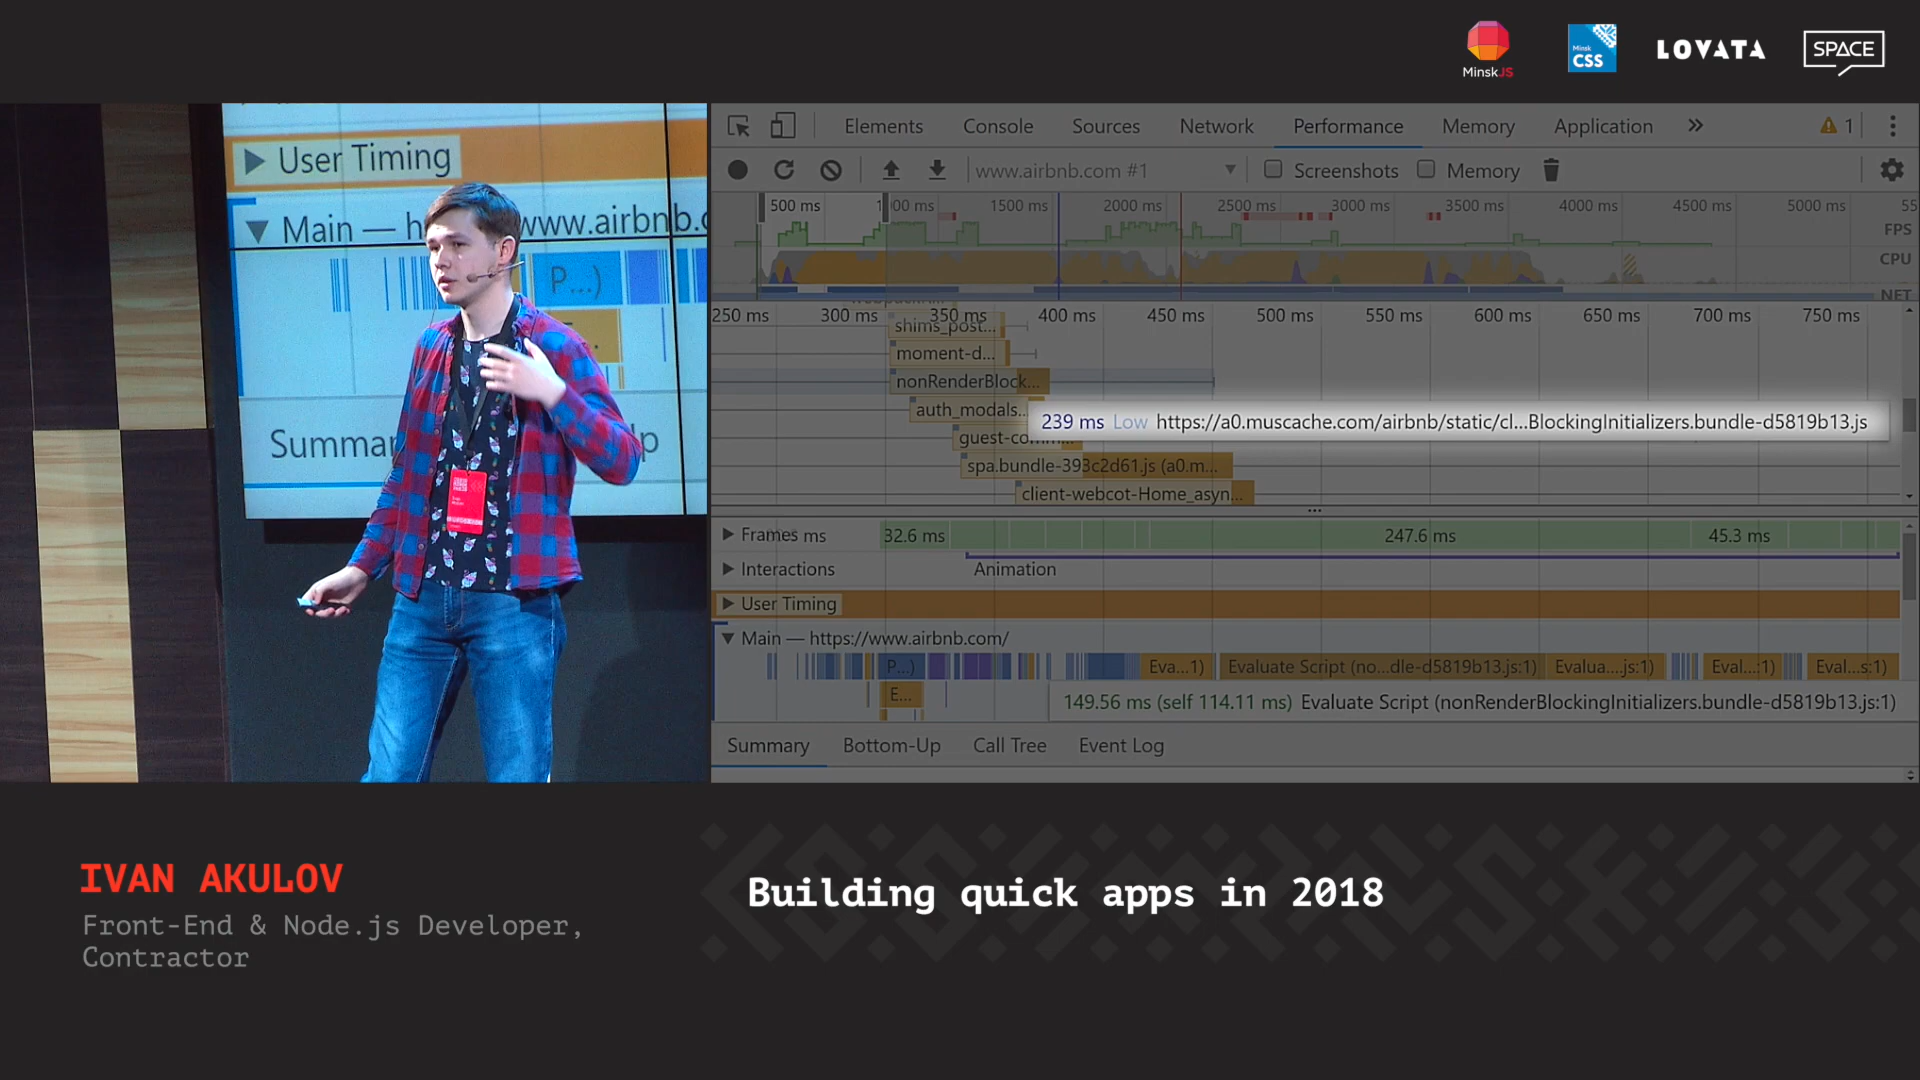 MinskJS
Minsk
CSS
LOVATA
SPACE
User Timing
Main — h
www.airbnb.c
P...)
Summa
p
Elements Console Sources Network Performance Memory Application » 1
www.airbnb.com #1 Screenshots Memory
500 ms 1000 ms 1500 ms 2000 ms 2500 ms 3000 ms 3500 ms 4000 ms 4500 ms 5000 ms 55
FPS
CPU
NET
250 ms 300 ms 350 ms 400 ms 450 ms 500 ms 550 ms 600 ms 650 ms 700 ms 750 ms
shims_post...
moment-d...
nonRenderBlock...
auth_modals...
239 ms Low https://a0.muscache.com/airbnb/static/cl...BlockingInitializers.bundle-d5819b13.js
guest-comm...
spa.bundle-393c2d61.js (a0.m...
client-webcot-Home_asyn...
...
Frames ms 32.6 ms 247.6 ms 45.3 ms
Interactions Animation
User Timing
Main — https://www.airbnb.com/
P...) Eva...1) Evaluate Script (no...dle-d5819b13.js:1) Evalua....js:1) Eval...:1) Eval...s:1)
E... 149.56 ms (self 114.11 ms) Evaluate Script (nonRenderBlockingInitializers.bundle-d5819b13.js:1)
Summary Bottom-Up Call Tree Event Log
IVAN AKULOV
Front-End & Node.js Developer,
Contractor
Building quick apps in 2018